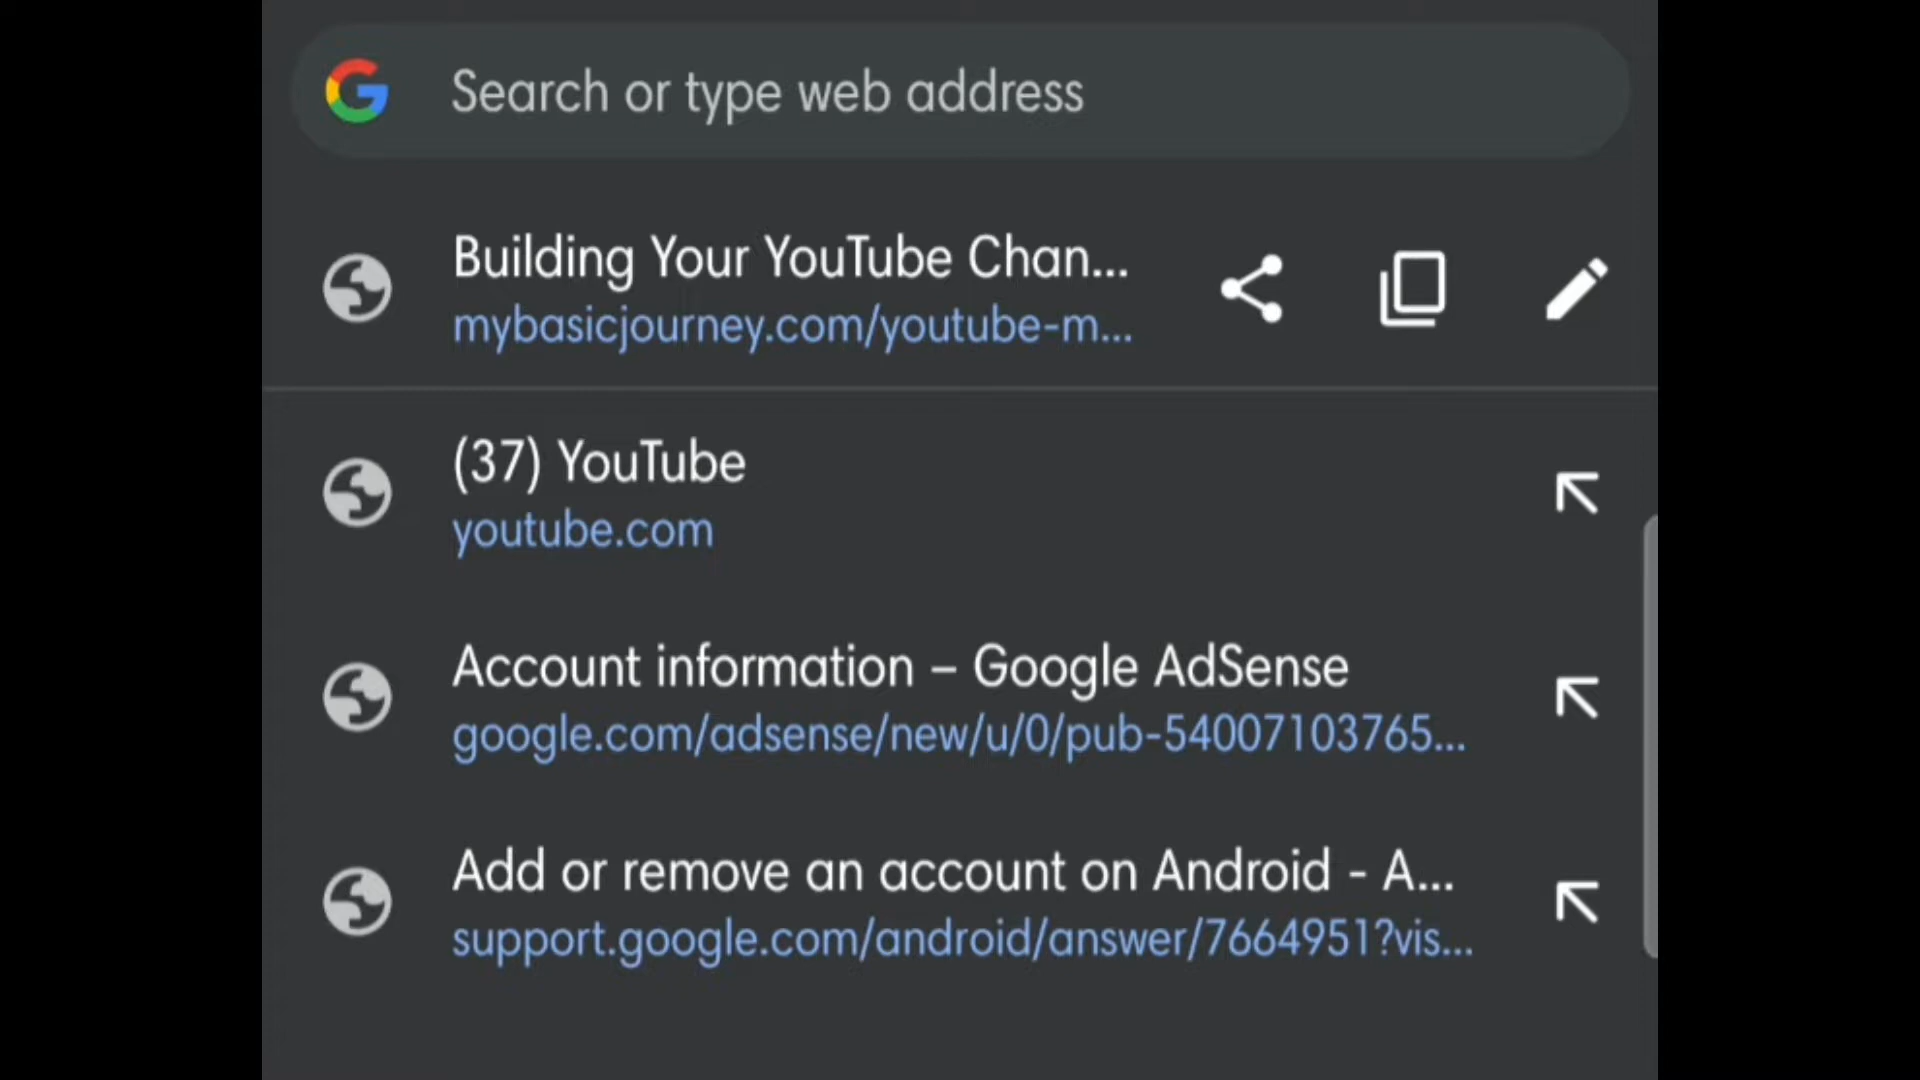 Search or type web address
Building Your YouTube Chan...
mybasicjourney.com/youtube-m...
(37) YouTube
youtube.com
Account information – Google AdSense
google.com/adsense/new/u/0/pub-54007103765...
Add or remove an account on Android - A...
support.google.com/android/answer/7664951?vis...